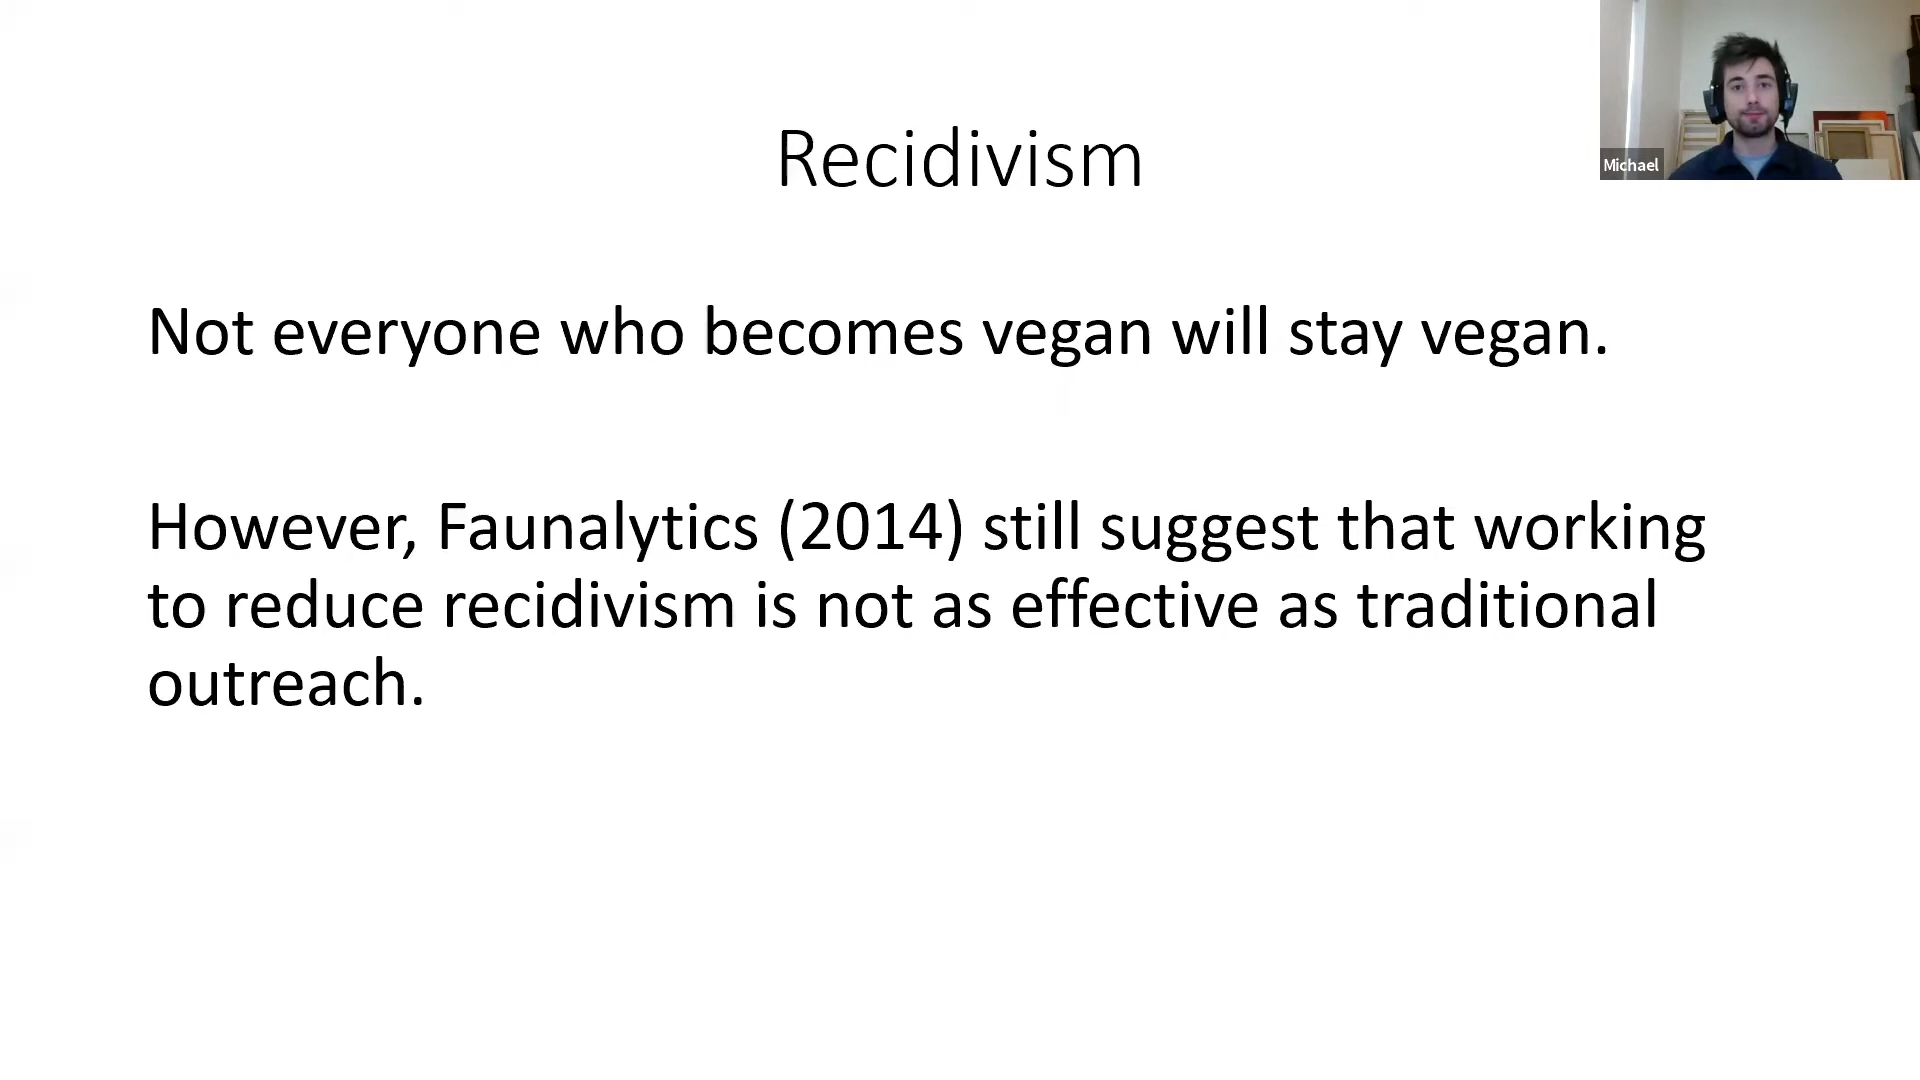 Michael
Recidivism
Not everyone who becomes vegan will stay vegan.
However, Faunalytics (2014) still suggest that working
to reduce recidivism is not as effective as traditional
outreach.